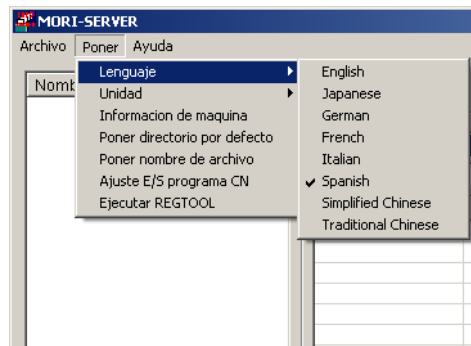 MORI-SERVER
Archivo Poner Ayuda
Lenguaje
Unidad
Informacion de maquina
Poner directorio por defecto
Poner nombre de archivo
Ajuste E/S programa CN
Ejecutar REGTOOL
English
Japanese
German
French
Italian
Spanish
Simplified Chinese
Traditional Chinese